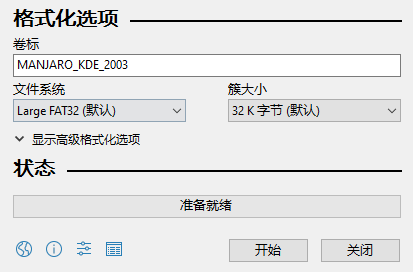 格式化选项
卷标
MANJARO_KDE_2003
文件系统 簇大小
Large FAT32 (默认) 32 K 字节 (默认)
显示高级格式化选项
状态
准备就绪
开始 关闭